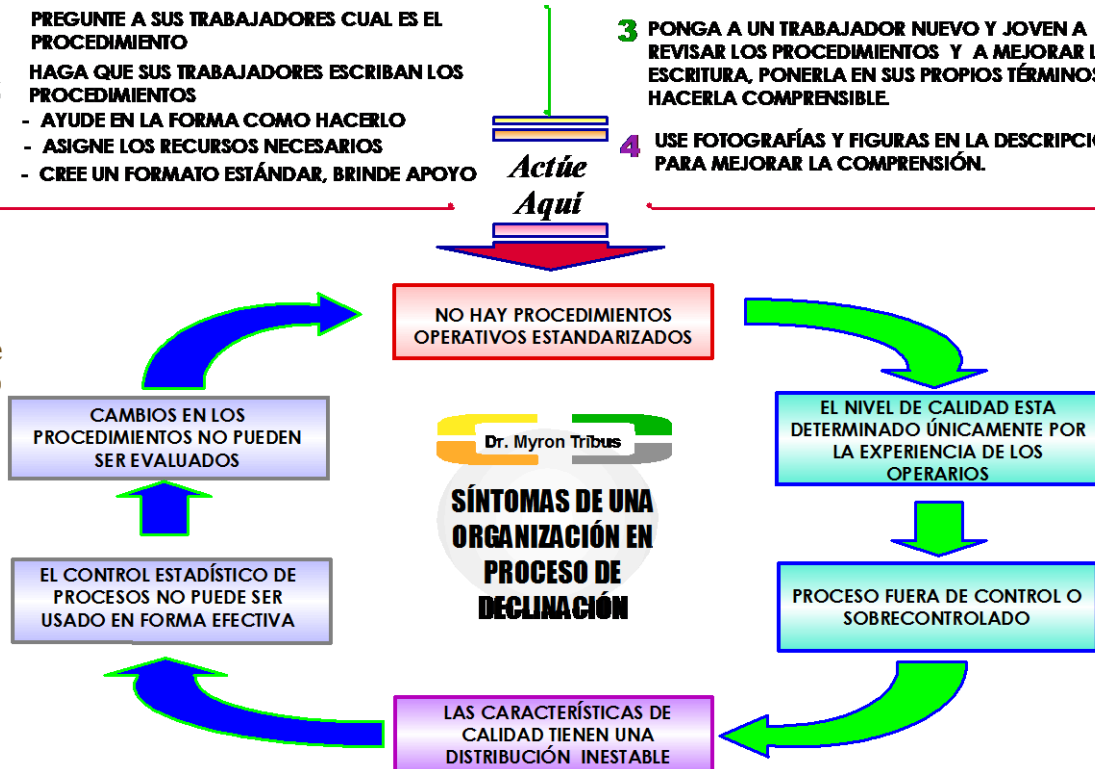 PREGUNTE A SUS TRABAJADORES CUAL ES EL
PROCEDIMIENTO
HAGA QUE SUS TRABAJADORES ESCRIBAN LOS
PROCEDIMIENTOS
- AYUDE EN LA FORMA COMO HACERLO
- ASIGNE LOS RECURSOS NECESARIOS
- CREE UN FORMATO ESTÁNDAR, BRINDE APOYO
3 PONGA A UN TRABAJADOR NUEVO Y JOVEN A
REVISAR LOS PROCEDIMIENTOS Y A MEJORAR L
ESCRITURA, PONERLA EN SUS PROPIOS TÉRMINOS
HACERLA COMPRENSIBLE.
4 USE FOTOGRAFÍAS Y FIGURAS EN LA DESCRIPCIÓ
PARA MEJORAR LA COMPRENSIÓN.
Actúe
Aquí
NO HAY PROCEDIMIENTOS
OPERATIVOS ESTANDARIZADOS
EL NIVEL DE CALIDAD ESTA
DETERMINADO ÚNICAMENTE POR
LA EXPERIENCIA DE LOS
OPERARIOS
PROCESO FUERA DE CONTROL O
SOBRECONTROLADO
LAS CARACTERÍSTICAS DE
CALIDAD TIENEN UNA
DISTRIBUCIÓN INESTABLE
EL CONTROL ESTADÍSTICO DE
PROCESOS NO PUEDE SER
USADO EN FORMA EFECTIVA
CAMBIOS EN LOS
PROCEDIMIENTOS NO PUEDEN
SER EVALUADOS
Dr. Myron Tribus
SÍNTOMAS DE UNA
ORGANIZACIÓN EN
PROCESO DE
DECLINACIÓN